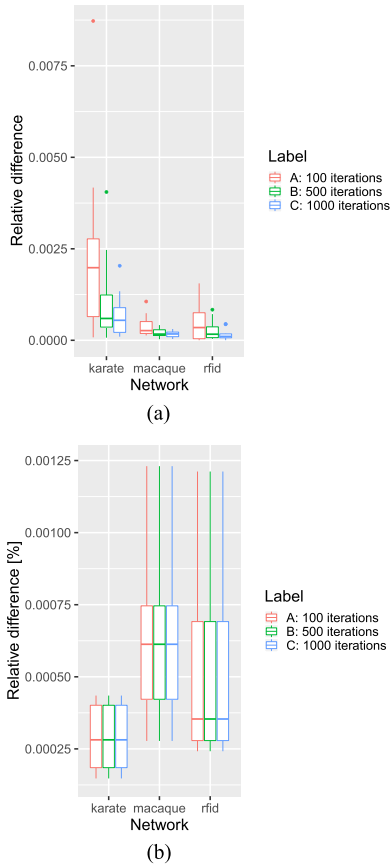 0.0075
0.0050
0.0025
0.0000
Relative difference
karate macaque rfid
Network
Label
A: 100 iterations
B: 500 iterations
C: 1000 iterations
(a)
0.00125
0.00100
0.00075
0.00050
0.00025
Relative difference [%]
karate macaque rfid
Network
Label
A: 100 iterations
B: 500 iterations
C: 1000 iterations
(b)